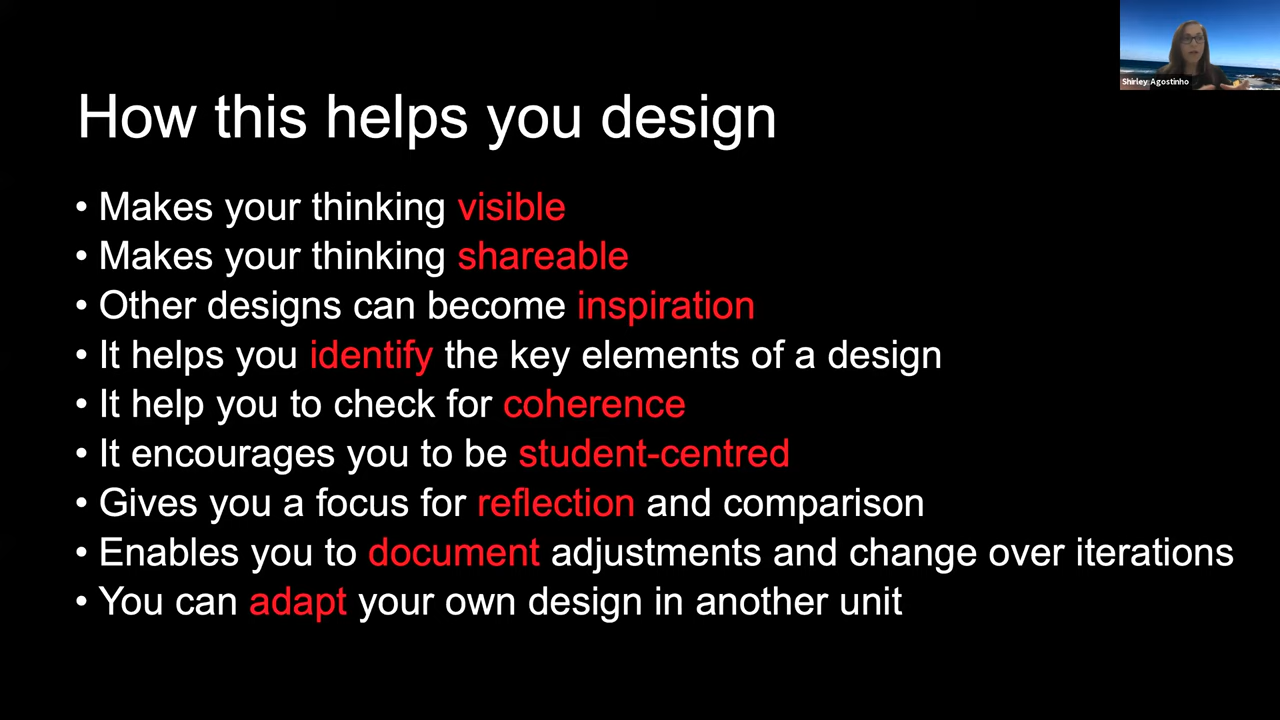 Shirley Agostinho
How this helps you design
• Makes your thinking visible
• Makes your thinking shareable
• Other designs can become inspiration
• It helps you identify the key elements of a design
• It help you to check for coherence
• It encourages you to be student-centred
• Gives you a focus for reflection and comparison
• Enables you to document adjustments and change over iterations
• You can adapt your own design in another unit